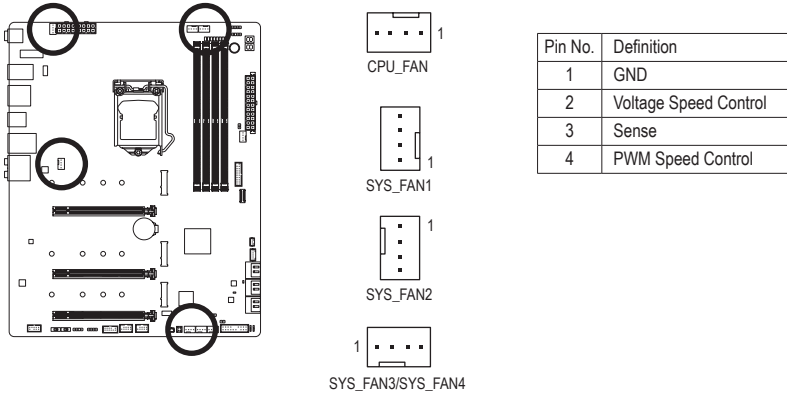 1
CPU_FAN
1
SYS_FAN1
1
SYS_FAN2
1
SYS_FAN3/SYS_FAN4
Pin No. Definition
1 GND
2 Voltage Speed Control
3 Sense
4 PWM Speed Control